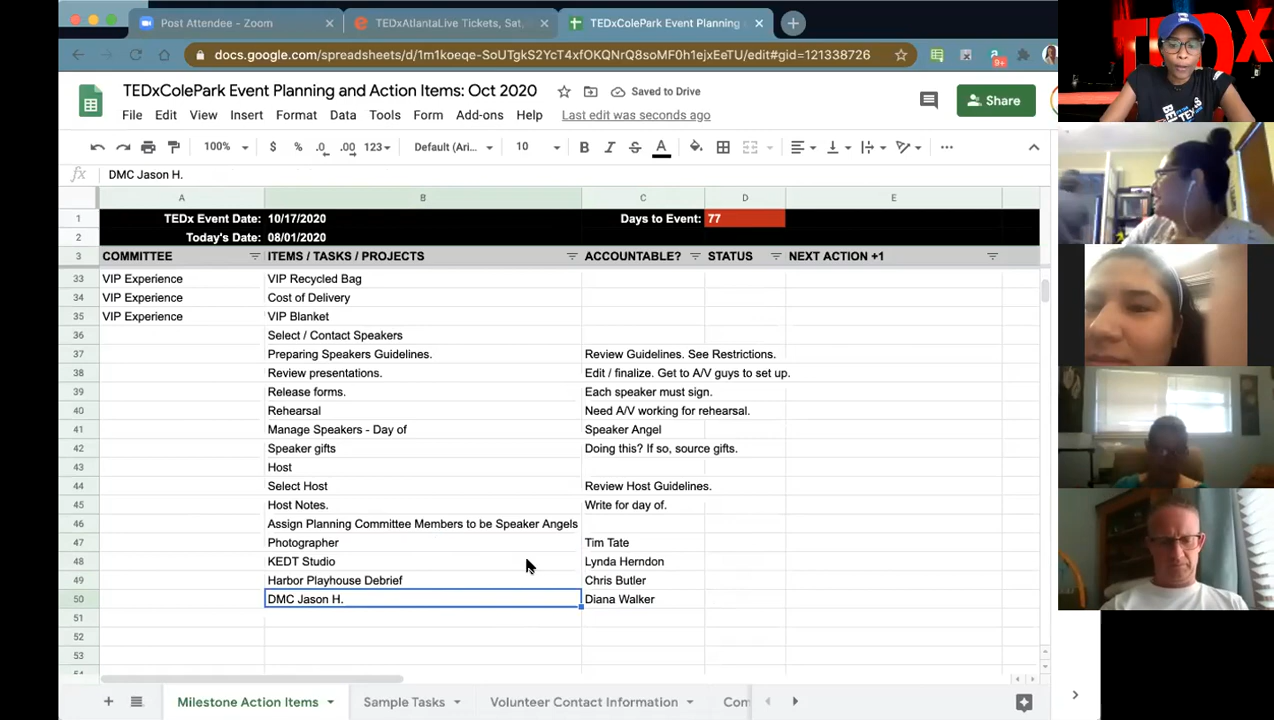 Post Attendee - Zoom
TEDxAtlantaLive Tickets, Sat,
TEDxColePark Event Planning
docs.google.com/spreadsheets/d/1m1koeqe-SoUTgkS2YcT4xfOKQNrQ8soMF0h1ejxEeTU/edit#gid=121338726
9+
TEDxColePark Event Planning and Action Items: Oct 2020
Saved to Drive
File Edit View Insert Format Data Tools Form Add-ons Help
Last edit was seconds ago
Share
100% $ % .0 .00 123 Default (Ari... 10 B I S A
fx DMC Jason H.
A B C D E
1 TEDx Event Date: 10/17/2020 Days to Event: 77
2 Today's Date: 08/01/2020
3 COMMITTEE ITEMS / TASKS / PROJECTS ACCOUNTABLE? STATUS NEXT ACTION +1
33 VIP Experience VIP Recycled Bag
34 VIP Experience Cost of Delivery
35 VIP Experience VIP Blanket
36 Select / Contact Speakers
37 Preparing Speakers Guidelines. Review Guidelines. See Restrictions.
38 Review presentations. Edit / finalize. Get to A/V guys to set up.
39 Release forms. Each speaker must sign.
40 Rehearsal Need A/V working for rehearsal.
41 Manage Speakers - Day of Speaker Angel
42 Speaker gifts Doing this? If so, source gifts.
43 Host
44 Select Host Review Host Guidelines.
45 Host Notes. Write for day of.
46 Assign Planning Committee Members to be Speaker Angels
47 Photographer Tim Tate
48 KEDT Studio Lynda Herndon
49 Harbor Playhouse Debrief Chris Butler
50 DMC Jason H. Diana Walker
51
52
53
54
Milestone Action Items Sample Tasks Volunteer Contact Information Com
TEDx